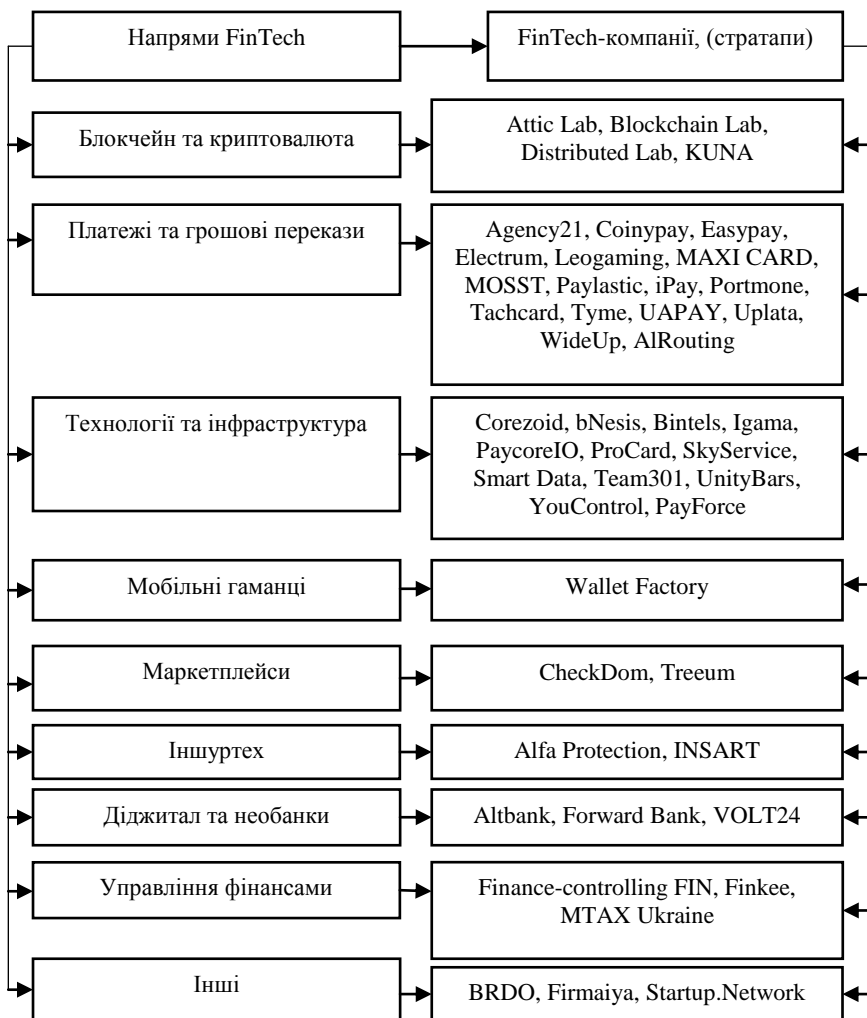 Напрями FinTech
FinTech-компанії, (стратапи)
Блокчейн та криптовалюта
Attic Lab, Blockchain Lab,
Distributed Lab, KUNA
Платежі та грошові перекази
Agency21, Coinypay, Easypay,
Electrum, Leogaming, MAXI CARD,
MOSST, Paylastic, iPay, Portmone,
Tachcard, Tyme, UAPAY, Uplata,
WideUp, AlRouting
Технології та інфраструктура
Corezoid, bNesis, Bintels, Igama,
PaycoreIO, ProCard, SkyService,
Smart Data, Team301, UnityBars,
YouControl, PayForce
Мобільні гаманці
Wallet Factory
Маркетплейси
CheckDom, Treeum
Іншуртех
Alfa Protection, INSART
Діджитал та необанки
Altbank, Forward Bank, VOLT24
Управління фінансами
Finance-controlling FIN, Finkee,
MTAX Ukraine
Інші
BRDO, Firmaiya, Startup.Network